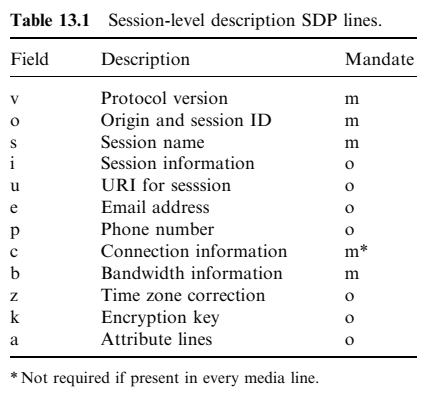 Table 13.1 Session-level description SDP lines.
Field Description Mandate
v Protocol version m
o Origin and session ID m
s Session name m
i Session information o
u URI for sesssion o
e Email address o
p Phone number o
c Connection information m*
b Bandwidth information m
z Time zone correction o
k Encryption key o
a Attribute lines o
* Not required if present in every media line.